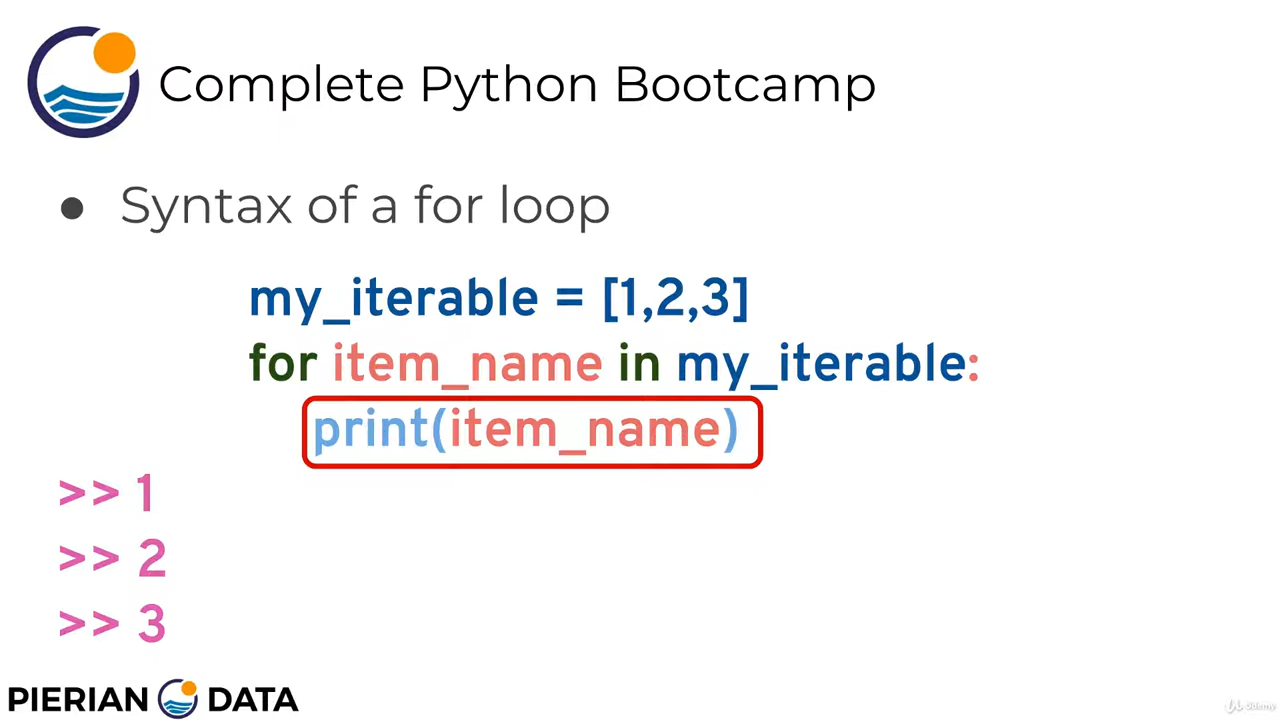 Complete Python Bootcamp
● Syntax of a for loop
my_iterable = [1,2,3]
for item_name in my_iterable:
print(item_name)
>> 1
>> 2
>> 3
PIERIAN DATA
Udemy